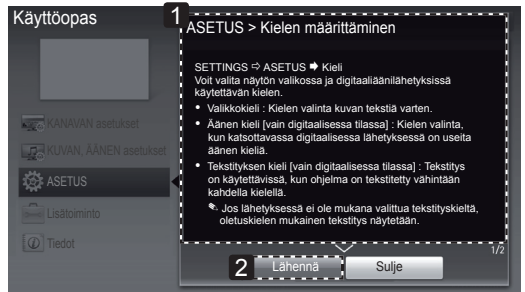 Käyttöopas
1
ASETUS > Kielen määrittäminen
SETTINGS ⇨ ASETUS 🠺 Kieli
Voit valita näytön valikossa ja digitaaliäänilähetyksissä
käytettävän kielen.
• Valikkokieli : Kielen valinta kuvan tekstiä varten.
• Äänen kieli [vain digitaalisessa tilassa] : Kielen valinta,
kun katsottavassa digitaalisessa lähetyksessä on useita
äänen kieliä.
• Tekstityksen kieli [vain digitaalisessa tilassa] : Tekstitys
on käytettävissä, kun ohjelma on tekstitetty vähintään
kahdella kielellä.
✎ Jos lähetyksessä ei ole mukana valittua tekstityskieltä,
oletuskielen mukainen tekstitys näytetään.
KANAVAN asetukset
KUVAN, ÄÄNEN asetukset
ASETUS
Lisätoiminto
Tiedot
1/2
2
Lähennä
Sulje